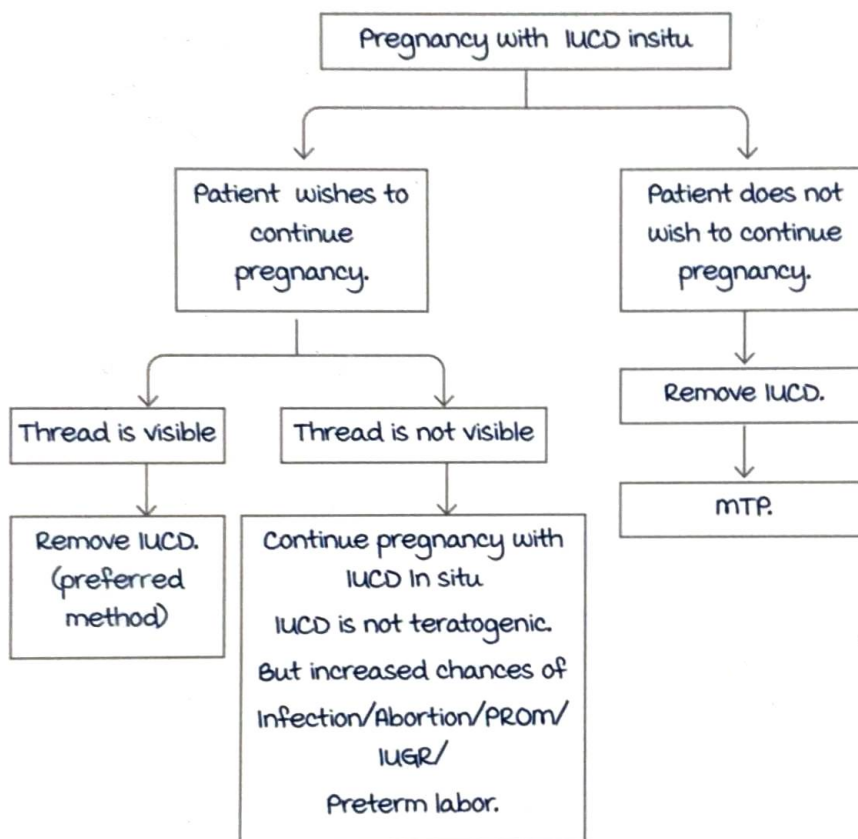 Pregnancy with IUCD insitu
Patient wishes to
continue
pregnancy.
Patient does not
wish to continue
pregnancy.
Thread is visible
Thread is not visible
Remove IUCD.
Remove IUCD.
(preferred
method)
Continue pregnancy with
IUCD In situ
IUCD is not teratogenic.
But increased chances of
Infection/Abortion/PROM/
IUGR/
Preterm labor.
MTP.